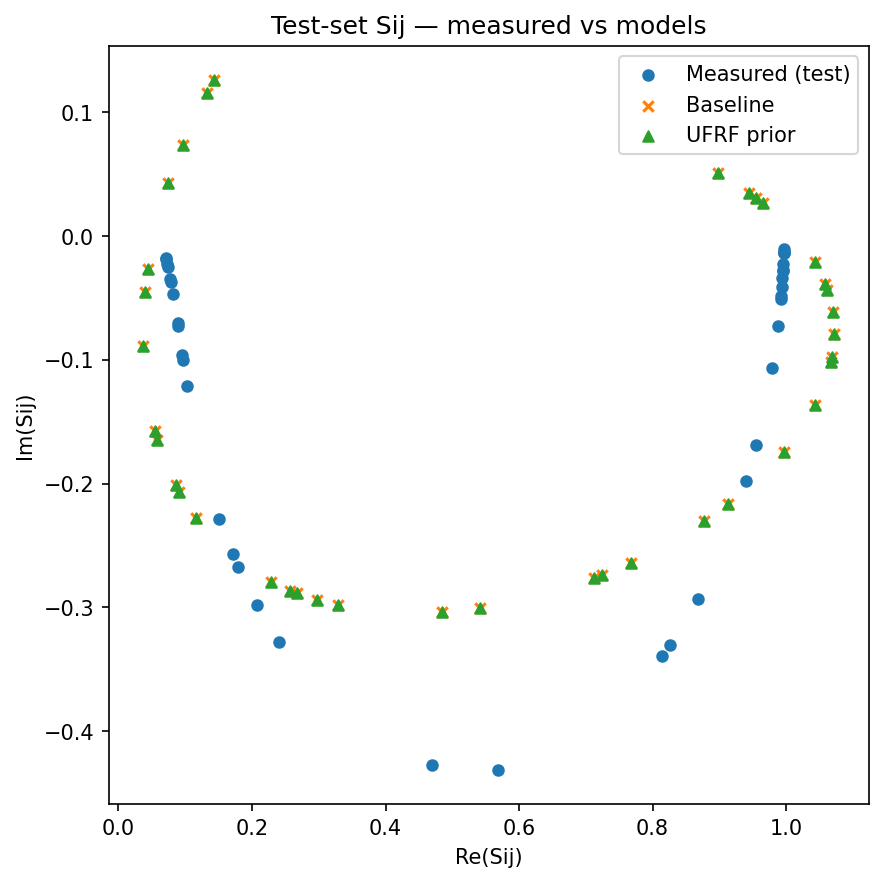 Test-set Sij — measured vs models
Measured (test)
Baseline
UFRF prior
Im(Sij)
0.1
0.0
−0.1
−0.2
−0.3
−0.4
0.0 0.2 0.4 0.6 0.8 1.0
Re(Sij)